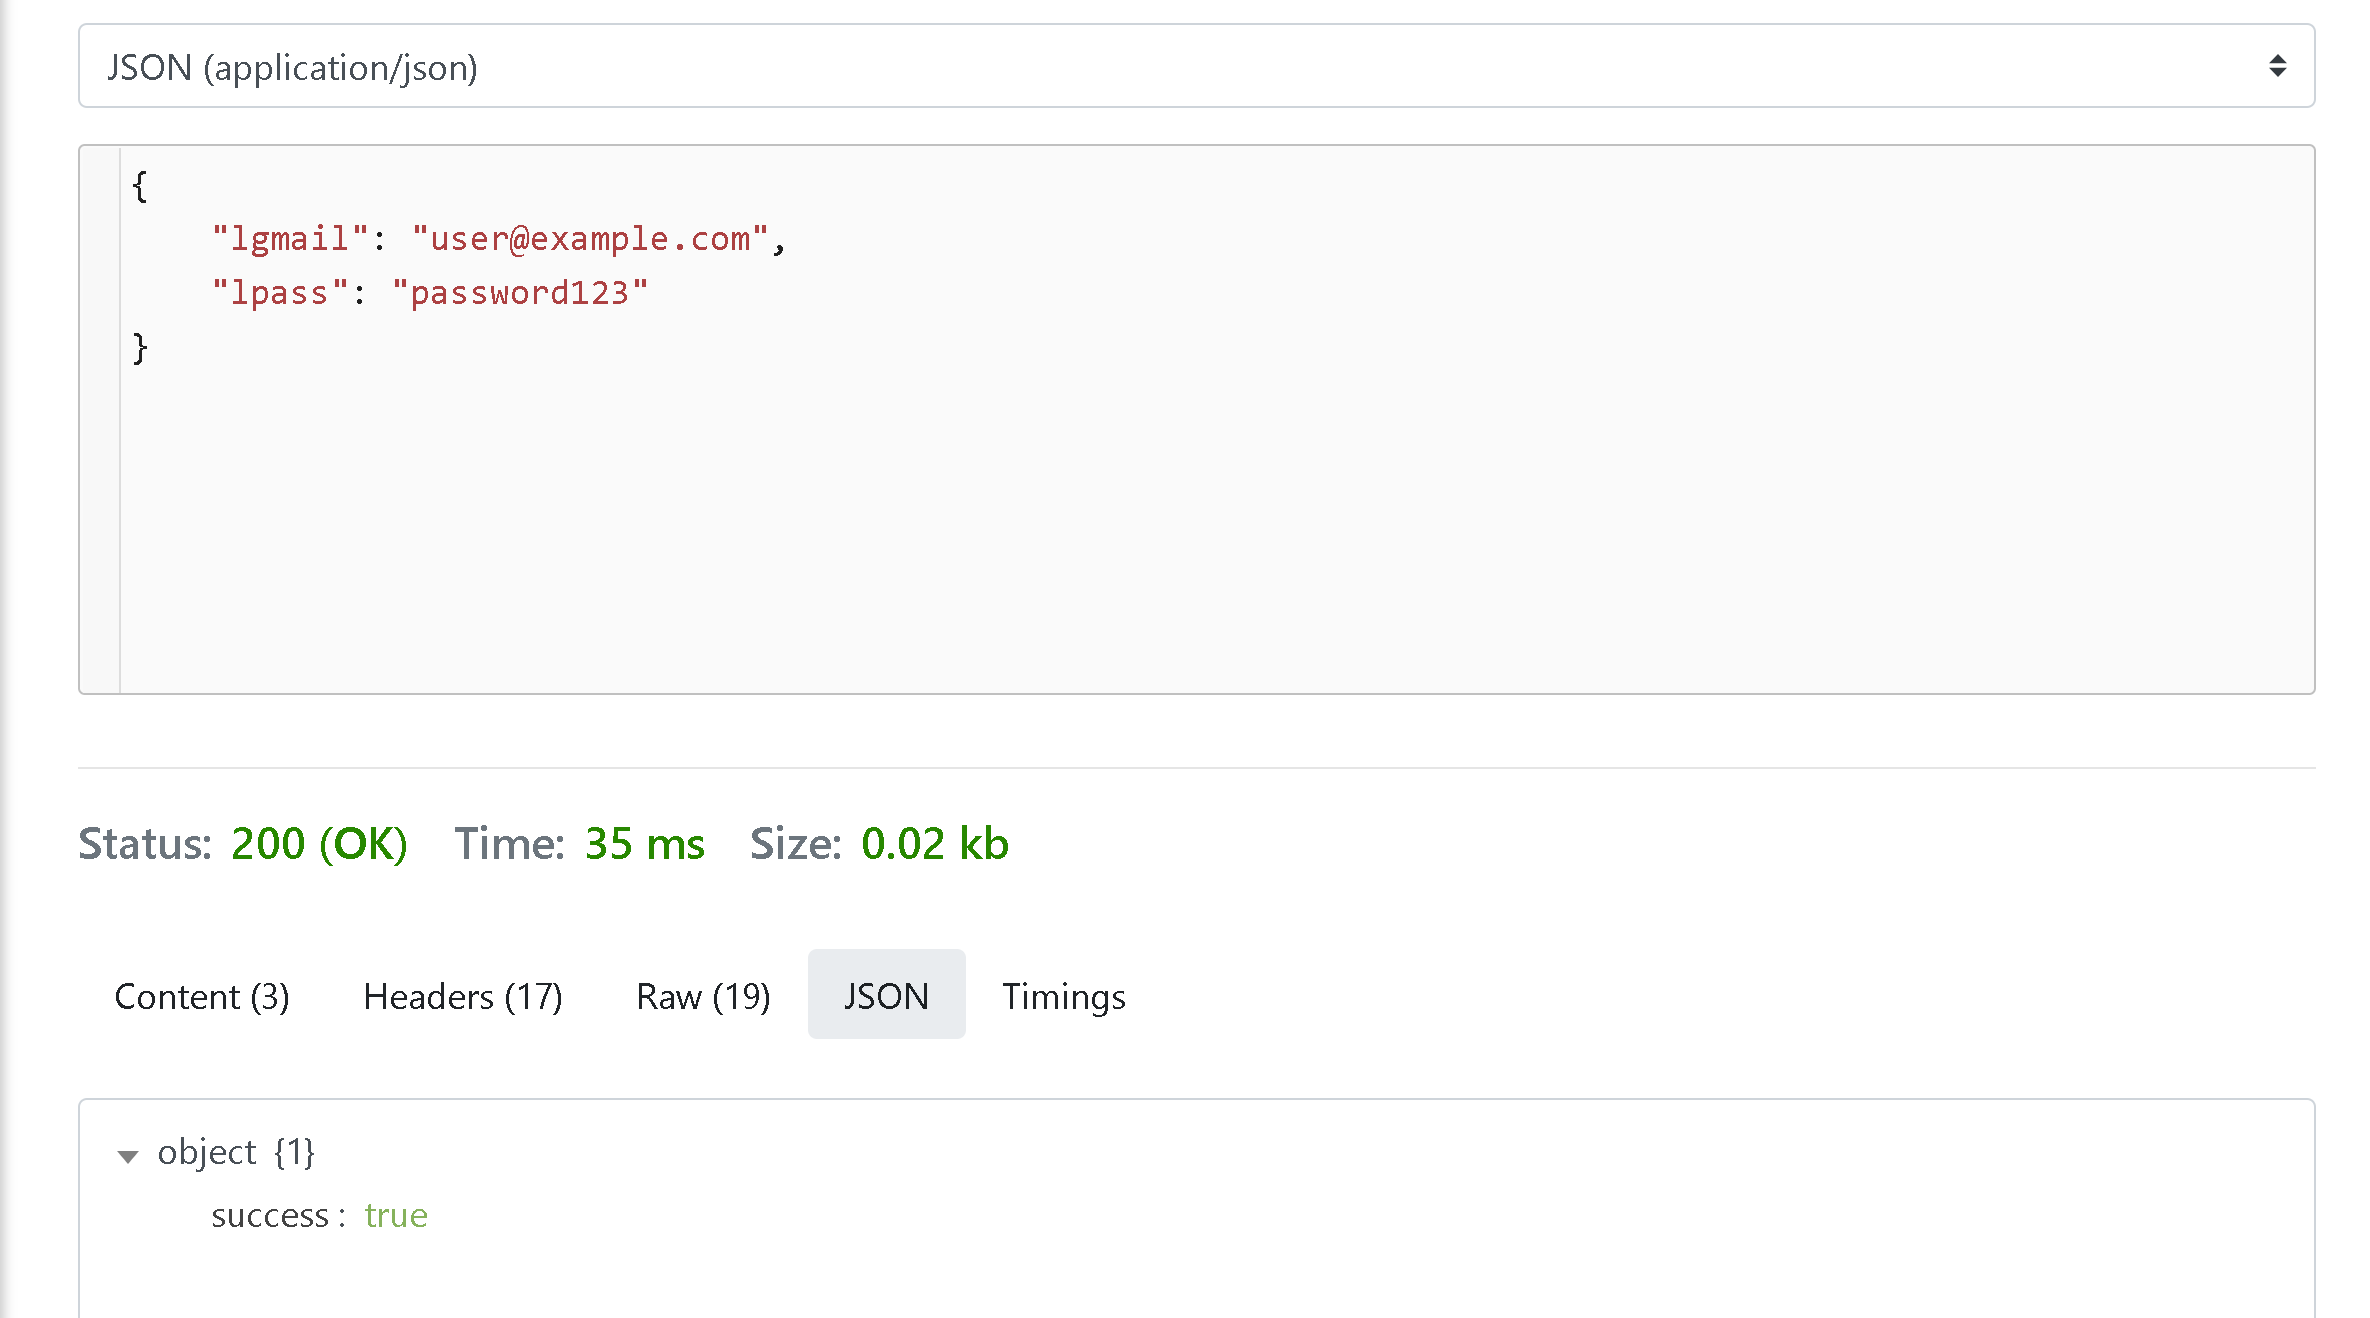 JSON (application/json)
{
    "lgmail": "user@example.com",
    "lpass": "password123"
}
Status: 200 (OK) Time: 35 ms Size: 0.02 kb
Content (3) Headers (17) Raw (19) JSON Timings
object {1}
success : true